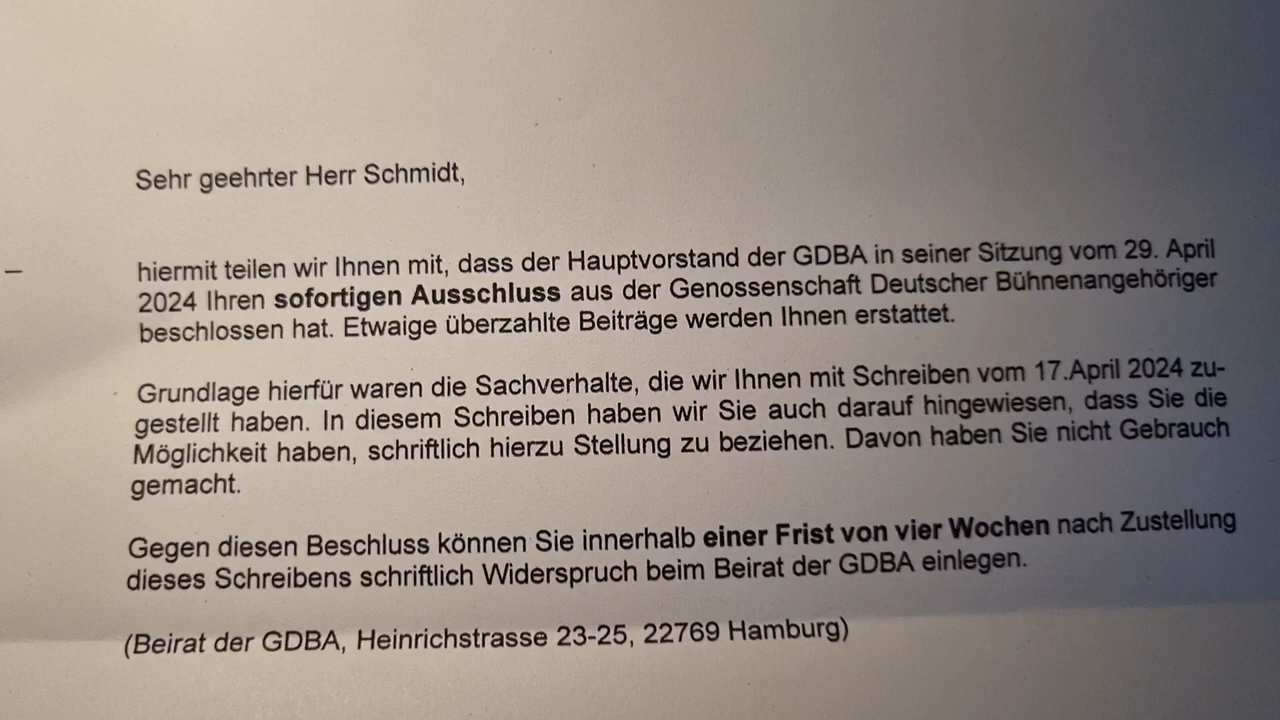 Sehr geehrter Herr Schmidt,
hiermit teilen wir Ihnen mit, dass der Hauptvorstand der GDBA in seiner Sitzung vom 29. April
2024 Ihren sofortigen Ausschluss aus der Genossenschaft Deutscher Bühnenangehöriger
beschlossen hat. Etwaige überzahlte Beiträge werden Ihnen erstattet.
Grundlage hierfür waren die Sachverhalte, die wir Ihnen mit Schreiben vom 17.April 2024 zu-
gestellt haben. In diesem Schreiben haben wir Sie auch darauf hingewiesen, dass Sie die
Möglichkeit haben, schriftlich hierzu Stellung zu beziehen. Davon haben Sie nicht Gebrauch
gemacht.
Gegen diesen Beschluss können Sie innerhalb einer Frist von vier Wochen nach Zustellung
dieses Schreibens schriftlich Widerspruch beim Beirat der GDBA einlegen.
(Beirat der GDBA, Heinrichstrasse 23-25, 22769 Hamburg)